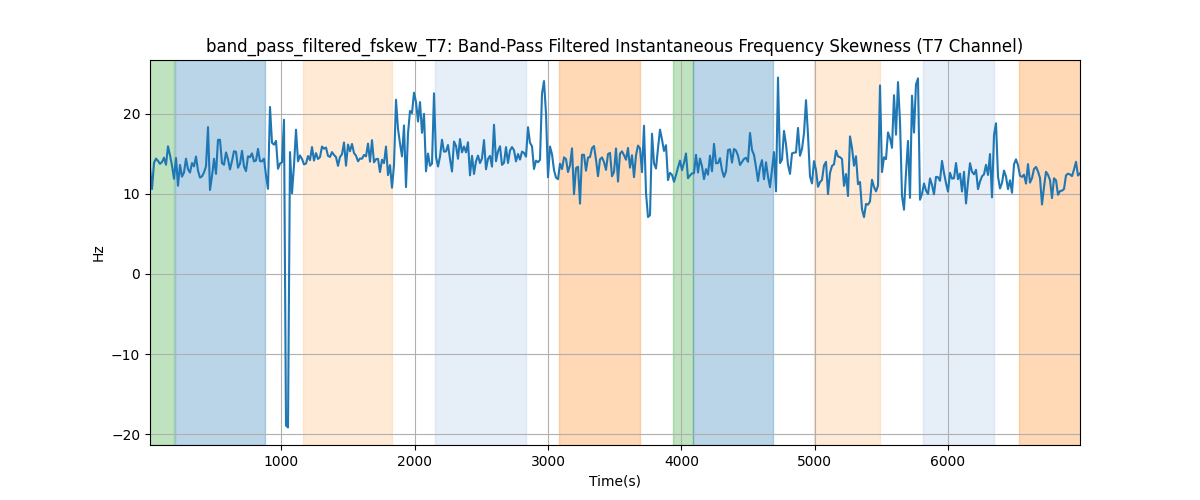 band_pass_filtered_fskew_T7: Band-Pass Filtered Instantaneous Frequency Skewness (T7 Channel)
20
10
0
−10
−20
Hz
1000 2000 3000 4000 5000 6000
Time(s)